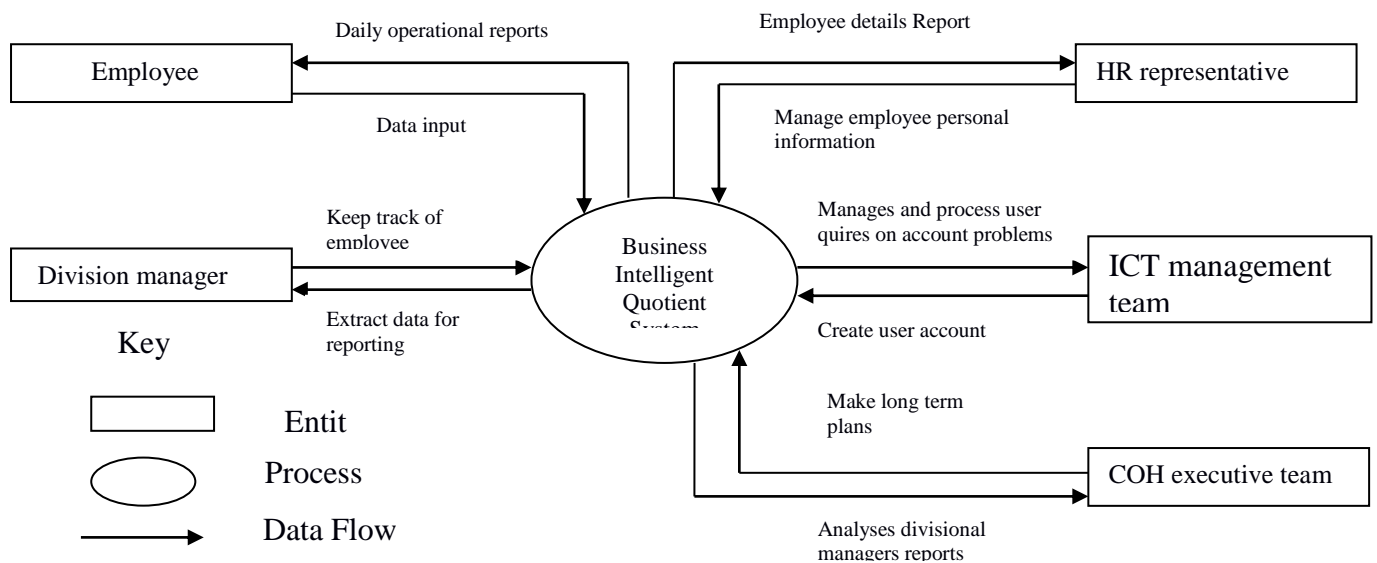 Daily operational reports
Employee details Report
Employee
HR representative
Data input
Manage employee personal
information
Keep track of
employee
Manages and process user
quires on account problems
Business
Intelligent
Quotient
System
Division manager
ICT management
team
Extract data for
reporting
Create user account
Key
Make long term
plans
Entit
Process
COH executive team
Data Flow
Analyses divisional
managers reports